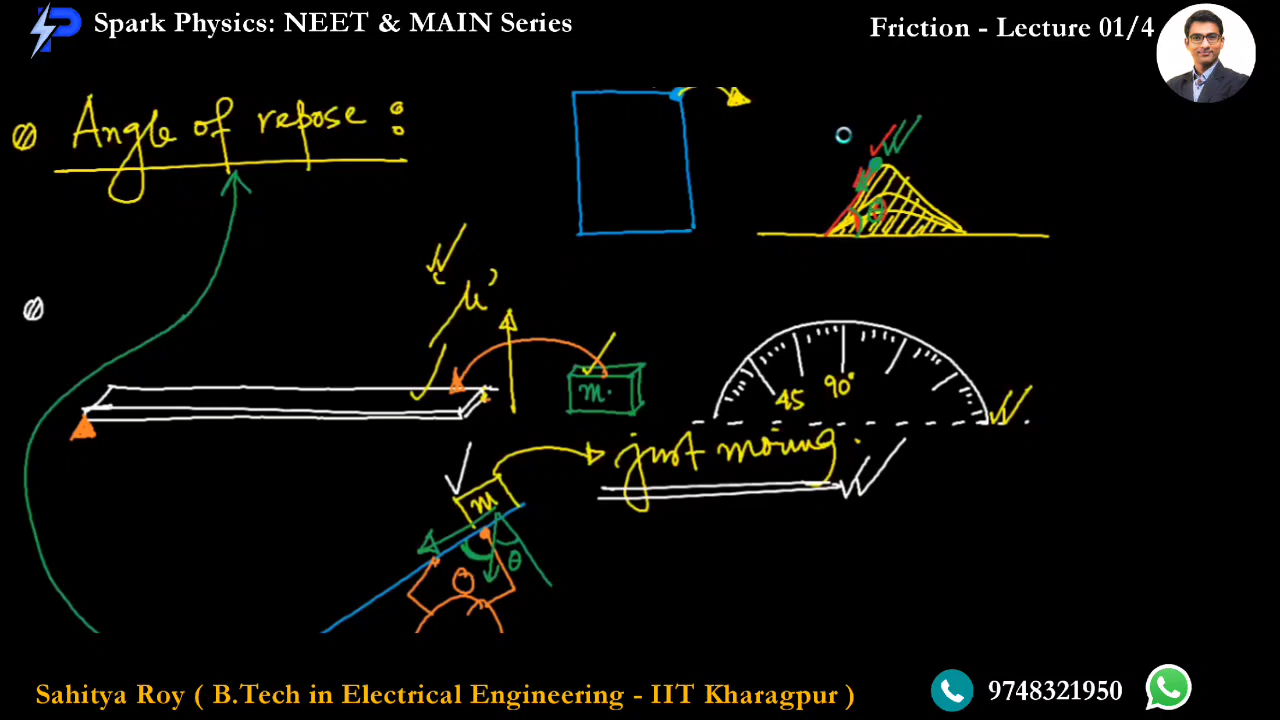 Spark Physics: NEET & MAIN Series
Friction - Lecture 01/4
Angle of repose :
θ
'μ'
m.
45 90°
just moving.
m
θ
Sahitya Roy ( B.Tech in Electrical Engineering - IIT Kharagpur )
9748321950